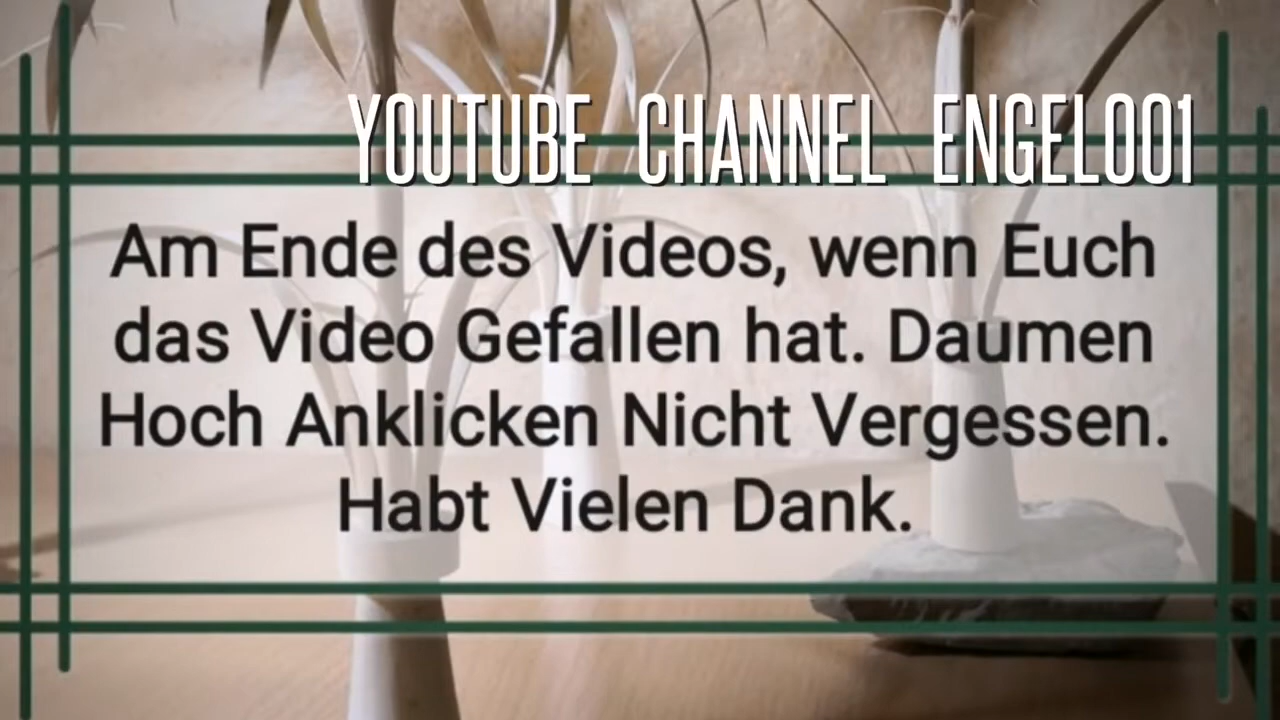 YOUTUBE CHANNEL ENGEL001
Am Ende des Videos, wenn Euch
das Video Gefallen hat. Daumen
Hoch Anklicken Nicht Vergessen.
Habt Vielen Dank.